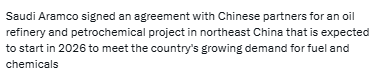 Saudi Aramco signed an agreement with Chinese partners for an oil
refinery and petrochemical project in northeast China that is expected
to start in 2026 to meet the country's growing demand for fuel and
chemicals